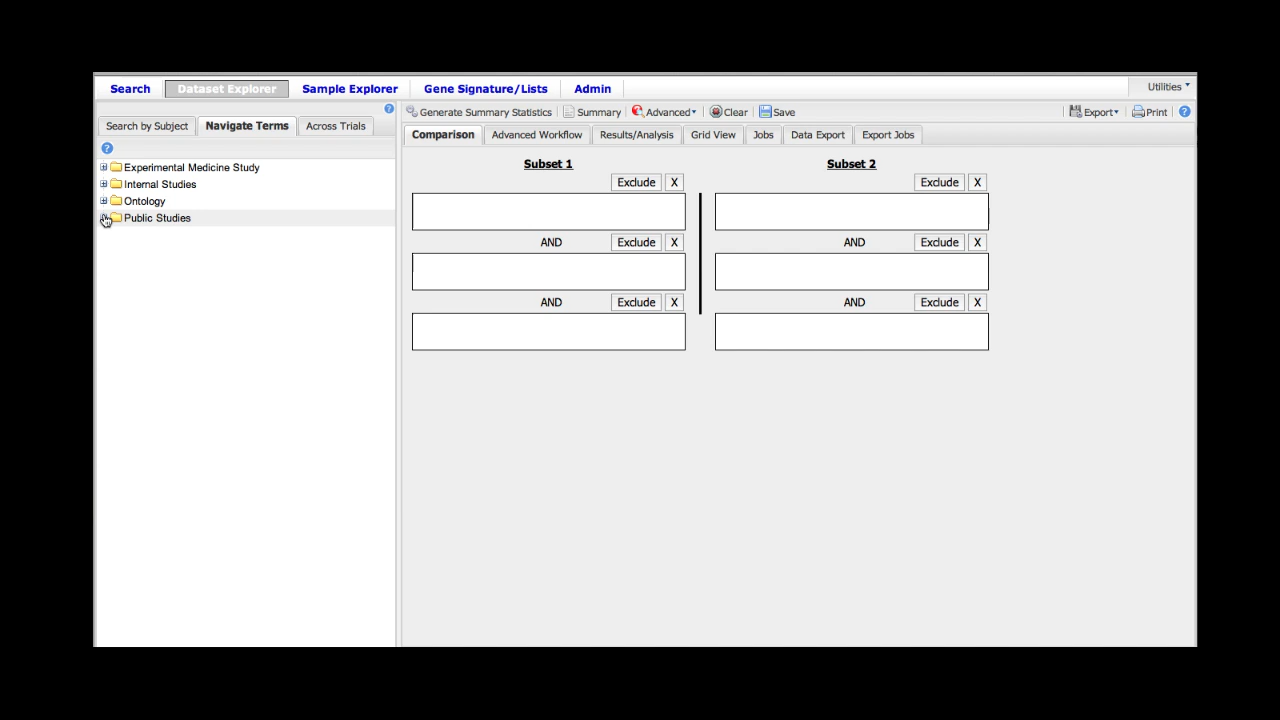 Search Dataset Explorer Sample Explorer Gene Signature/Lists Admin Utilities
Generate Summary Statistics Summary Advanced Clear Save Export Print
Search by Subject Navigate Terms Across Trials
Comparison Advanced Workflow Results/Analysis Grid View Jobs Data Export Export Jobs
Experimental Medicine Study
Internal Studies
Ontology
Public Studies
Subset 1 Subset 2
Exclude X Exclude X
AND Exclude X AND Exclude X
AND Exclude X AND Exclude X